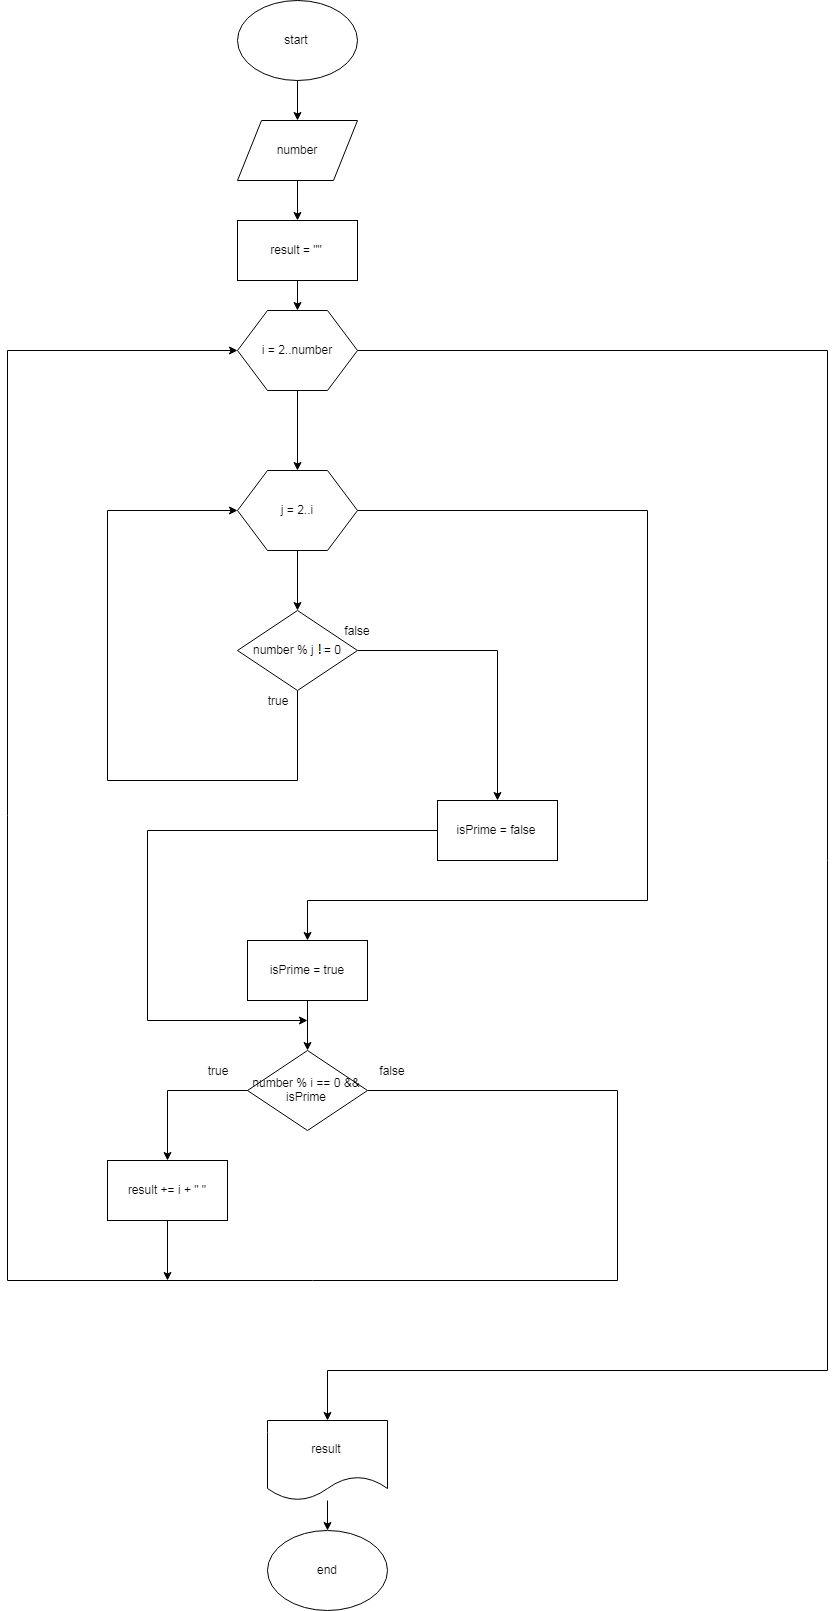 start
number
result = ""
i = 2..number
j = 2..i
false
number % j != 0
true
isPrime = false
isPrime = true
true
false
number % i == 0 &&
isPrime
result += i + " "
result
end